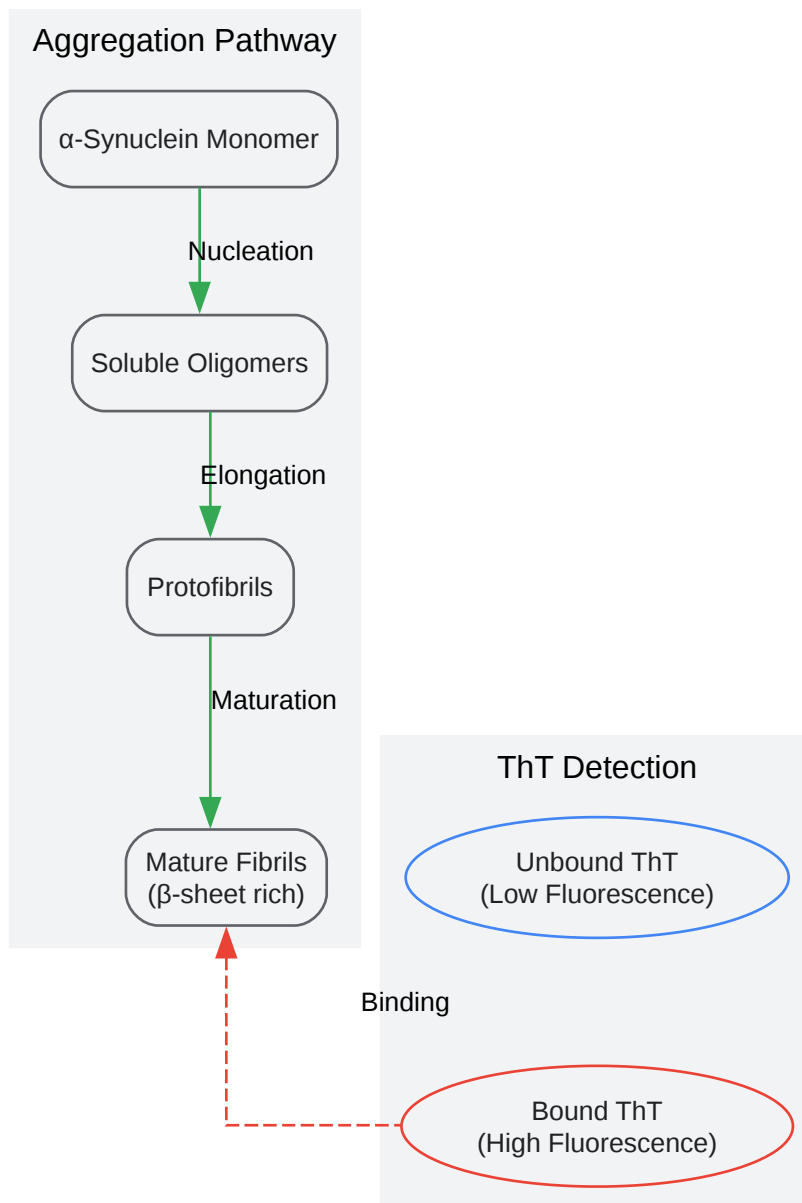 Aggregation Pathway
α-Synuclein Monomer
Nucleation
Soluble Oligomers
Elongation
Protofibrils
Maturation
Mature Fibrils
(β-sheet rich)
ThT Detection
Unbound ThT
(Low Fluorescence)
Binding
Bound ThT
(High Fluorescence)